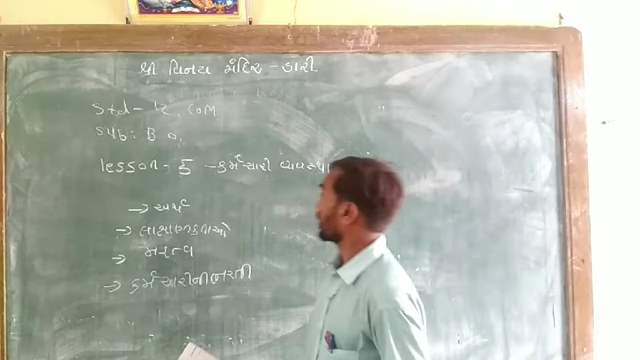 શ્રી વિનય મંદિર - કારી
Std - 12, COM
Sub: B O,
lesson - 5 - કર્મચારી વ્યવસ્થા
→ અર્થ
→ લાક્ષણિકતાઓ
→ મહત્વ
→ કર્મચારીની ભરતી